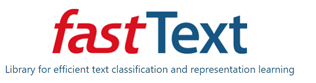 fastText
Library for efficient text classification and representation learning